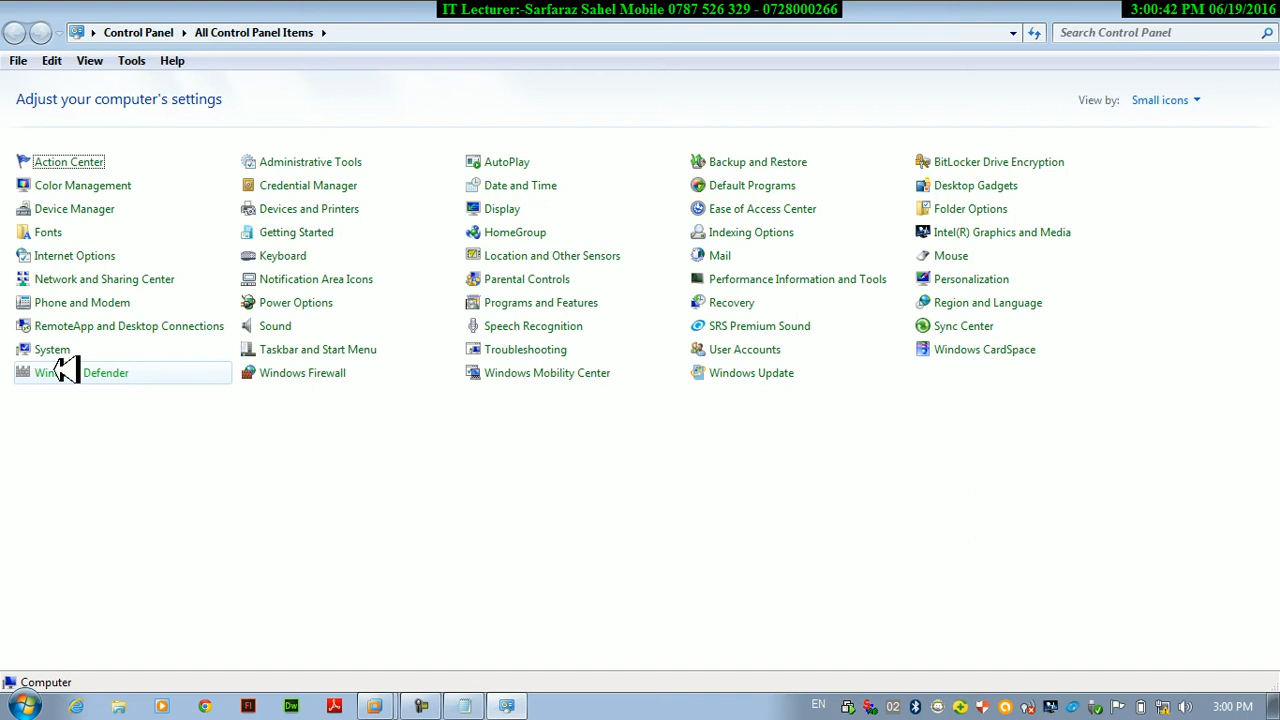 IT Lecturer:-Sarfaraz Sahel Mobile 0787 526 329 - 0728000266
3:00:42 PM 06/19/2016
Control Panel All Control Panel Items
Search Control Panel
File Edit View Tools Help
Adjust your computer's settings
View by: Small icons
Action Center Administrative Tools AutoPlay Backup and Restore BitLocker Drive Encryption
Color Management Credential Manager Date and Time Default Programs Desktop Gadgets
Device Manager Devices and Printers Display Ease of Access Center Folder Options
Fonts Getting Started HomeGroup Indexing Options Intel(R) Graphics and Media
Internet Options Keyboard Location and Other Sensors Mail Mouse
Network and Sharing Center Notification Area Icons Parental Controls Performance Information and Tools Personalization
Phone and Modem Power Options Programs and Features Recovery Region and Language
RemoteApp and Desktop Connections Sound Speech Recognition SRS Premium Sound Sync Center
System Taskbar and Start Menu Troubleshooting User Accounts Windows CardSpace
Defender Windows Firewall Windows Mobility Center Windows Update
Computer
Fl Dw EN 02 3:00 PM